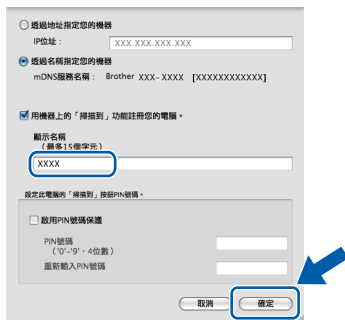 透過地址指定您的機器
IP位址： XXX.XXX.XXX.XXX
透過名稱指定您的機器
mDNS服務名稱： Brother XXX-XXXX [XXXXXXXXXXXX]
用機器上的「掃描到」功能註冊您的電腦。
顯示名稱
（最多15個字元）
XXXX
設定此電腦的「掃描到」按鈕PIN號碼。
啟用PIN號碼保護
PIN號碼
（'0'-'9'，4位數）
重新輸入PIN號碼
取消 確定